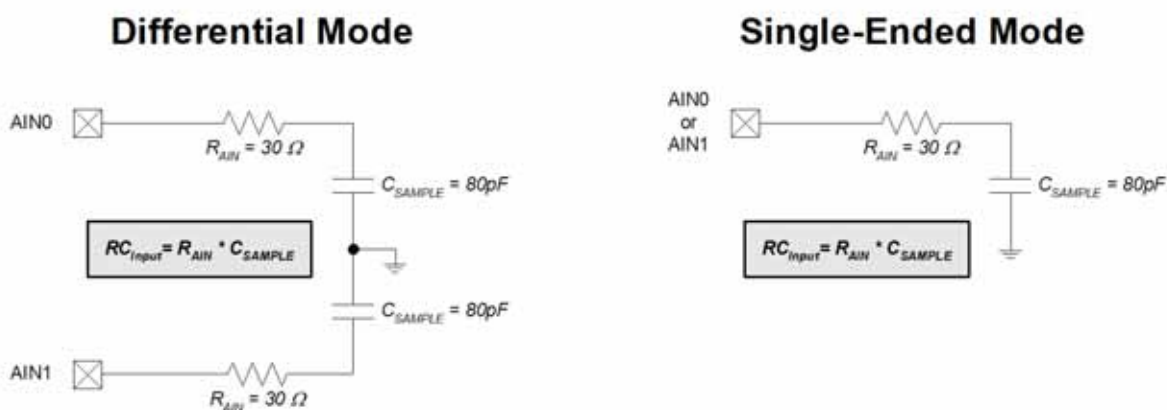 Differential Mode
AIN0
R_AIN = 30 Ω
C_SAMPLE = 80pF
RC_Input = R_AIN * C_SAMPLE
C_SAMPLE = 80pF
AIN1
R_AIN = 30 Ω
Single-Ended Mode
AIN0
or
AIN1
R_AIN = 30 Ω
C_SAMPLE = 80pF
RC_Input = R_AIN * C_SAMPLE